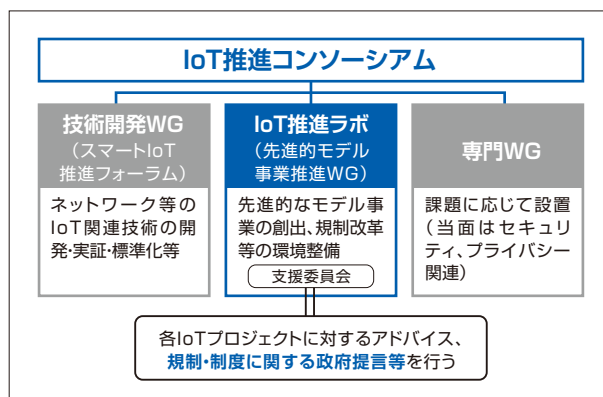 IoT推進コンソーシアム
技術開発WG
（スマートIoT
推進フォーラム）
ネットワーク等の
IoT関連技術の開
発・実証・標準化等
IoT推進ラボ
（先進的モデル
事業推進WG）
先進的なモデル事
業の創出、規制改革
等の環境整備
支援委員会
専門WG
課題に応じて設置
（当面はセキュリ
ティ、プライバシー
関連）
各IoTプロジェクトに対するアドバイス、
規制・制度に関する政府提言等を行う